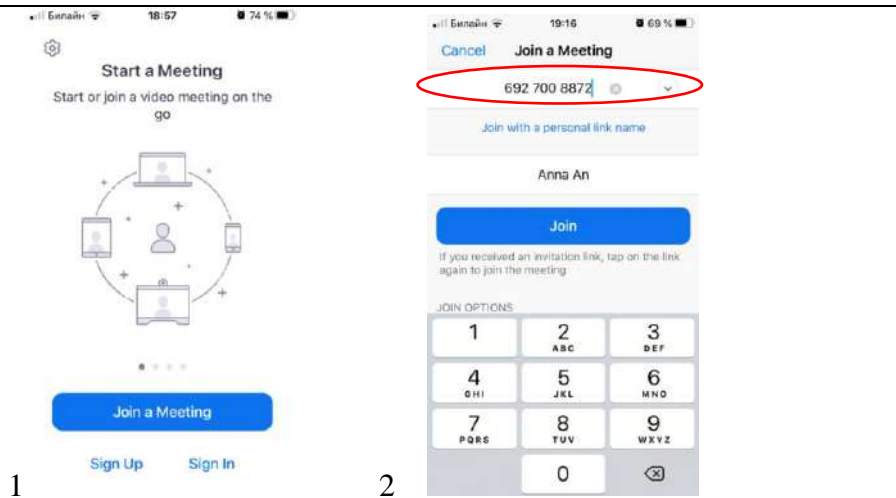 Билайн 18:57 74 %
Start a Meeting
Start or join a video meeting on the
go
Join a Meeting
Sign Up Sign In
1
Билайн 19:16 69 %
Cancel Join a Meeting
692 700 8872
Join with a personal link name
Anna An
Join
If you received an invitation link, tap on the link
again to join the meeting
JOIN OPTIONS
1 2 3
ABC DEF
4 5 6
GHI JKL MNO
7 8 9
PQRS TUV WXYZ
0
2